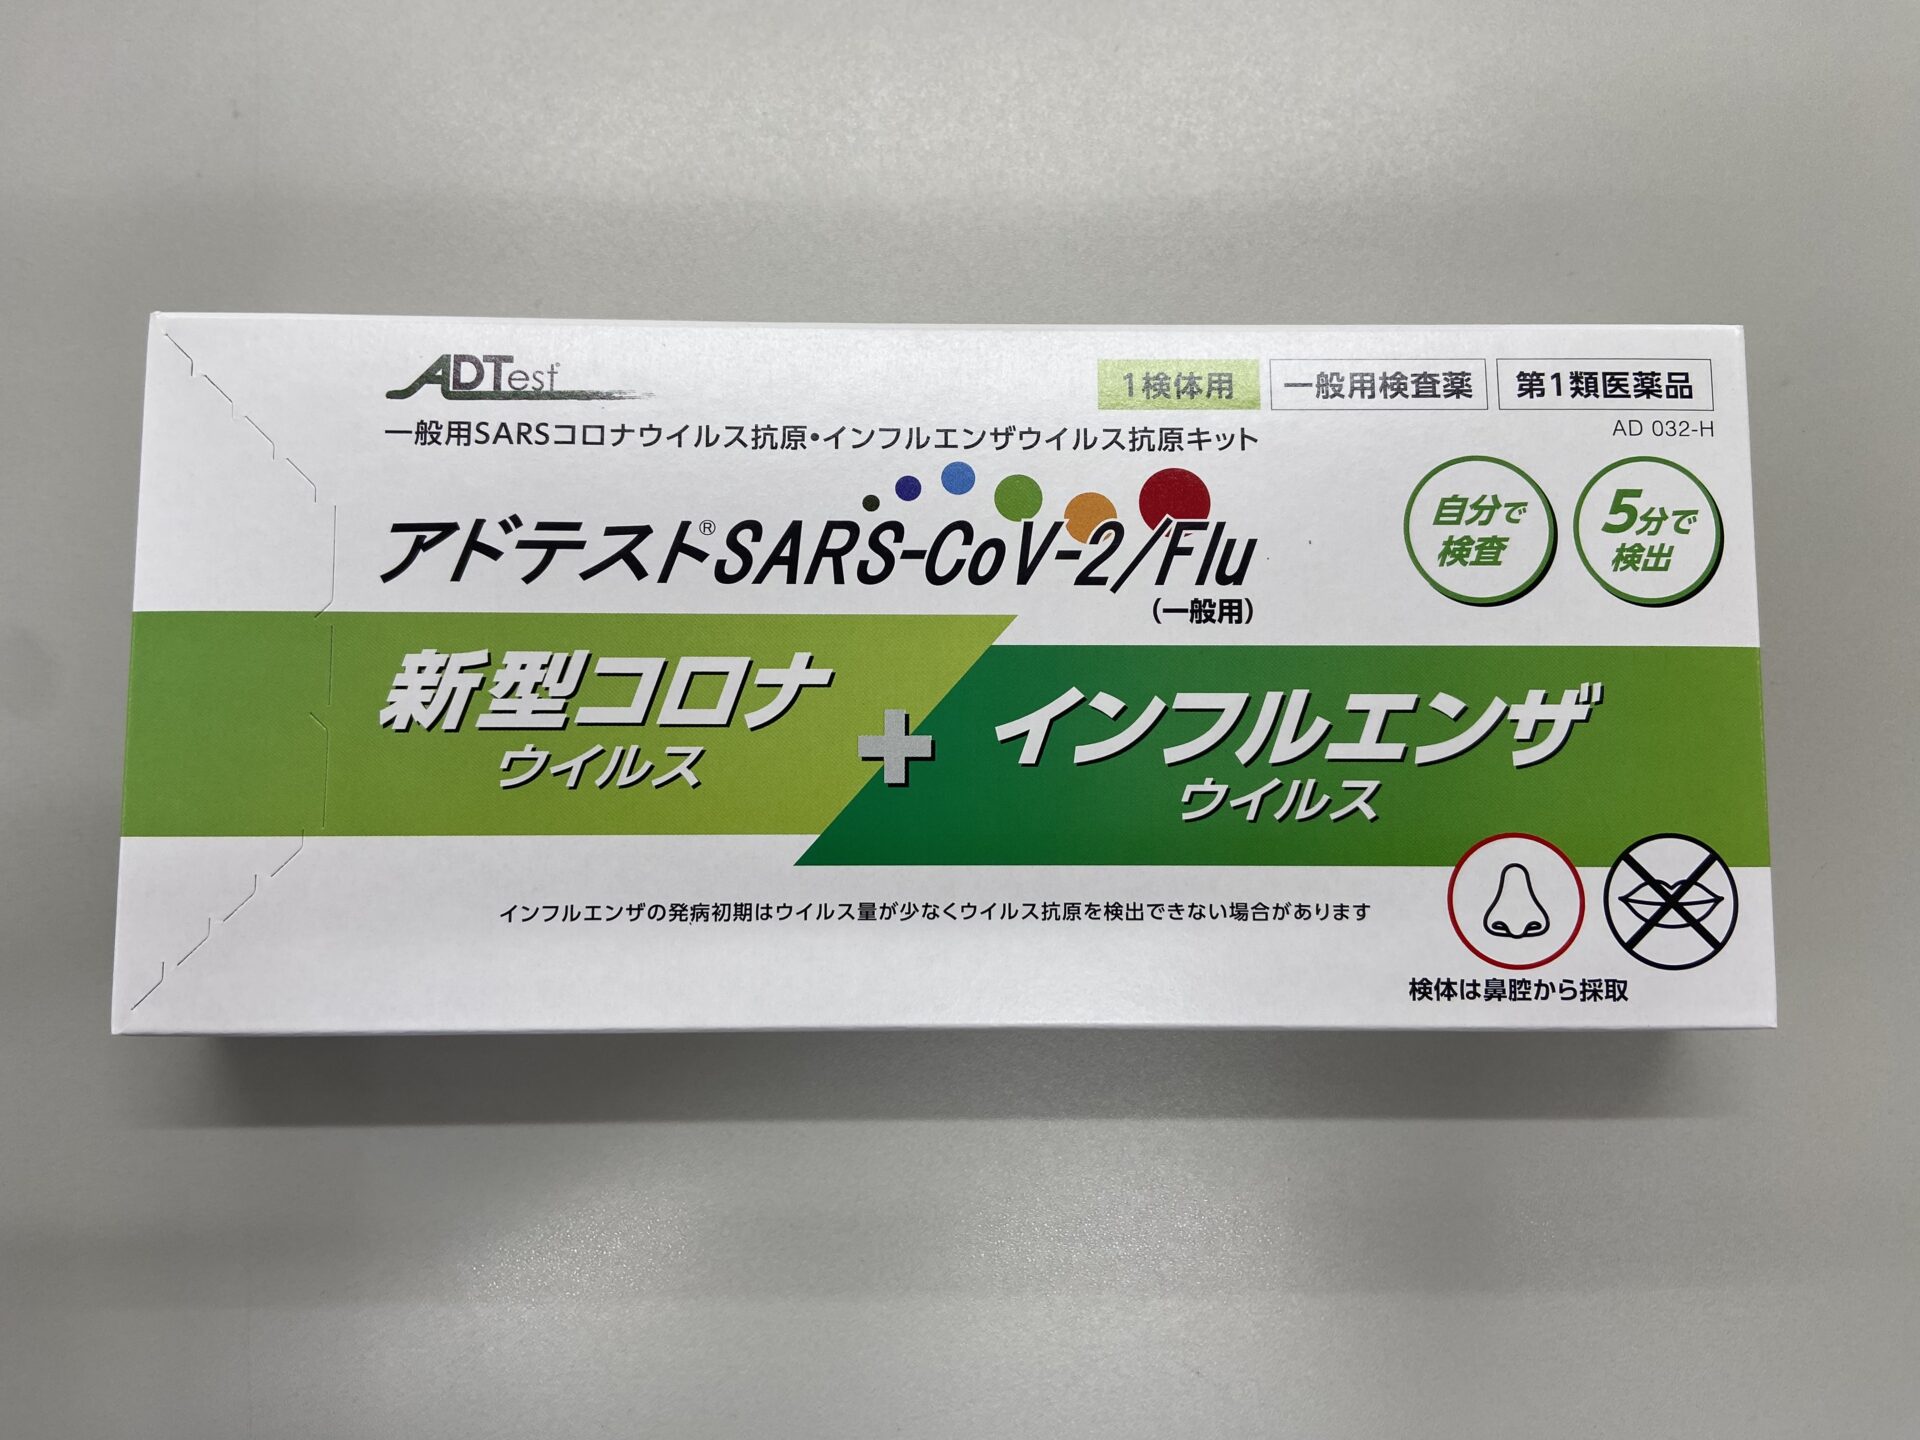 ADTest®
1検体用
一般用検査薬
第1類医薬品
AD 032-H
一般用SARSコロナウイルス抗原・インフルエンザウイルス抗原キット
アドテスト®SARS-CoV-2/Flu
(一般用)
自分で
検査
5分で
検出
新型コロナ
ウイルス
+
インフルエンザ
ウイルス
インフルエンザの発病初期はウイルス量が少なくウイルス抗原を検出できない場合があります
検体は鼻腔から採取